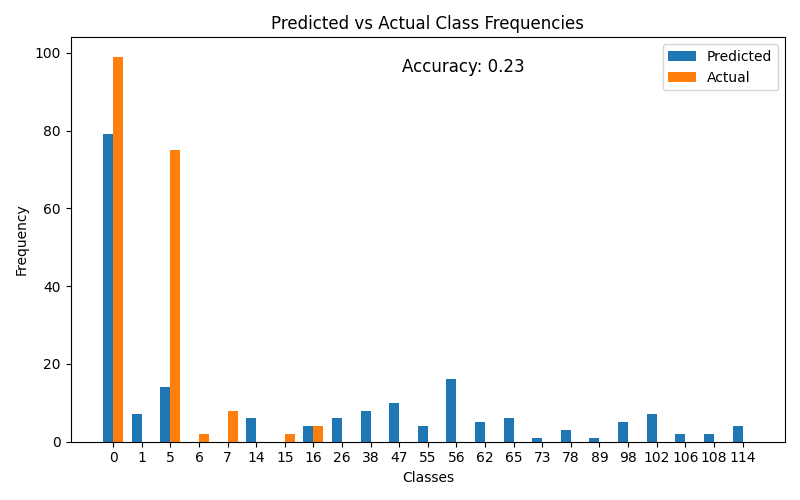 Predicted vs Actual Class Frequencies
Accuracy: 0.23
Predicted
Actual
Frequency
100
80
60
40
20
0
0 1 5 6 7 14 15 16 26 38 47 55 56 62 65 73 78 89 98 102 106 108 114
Classes